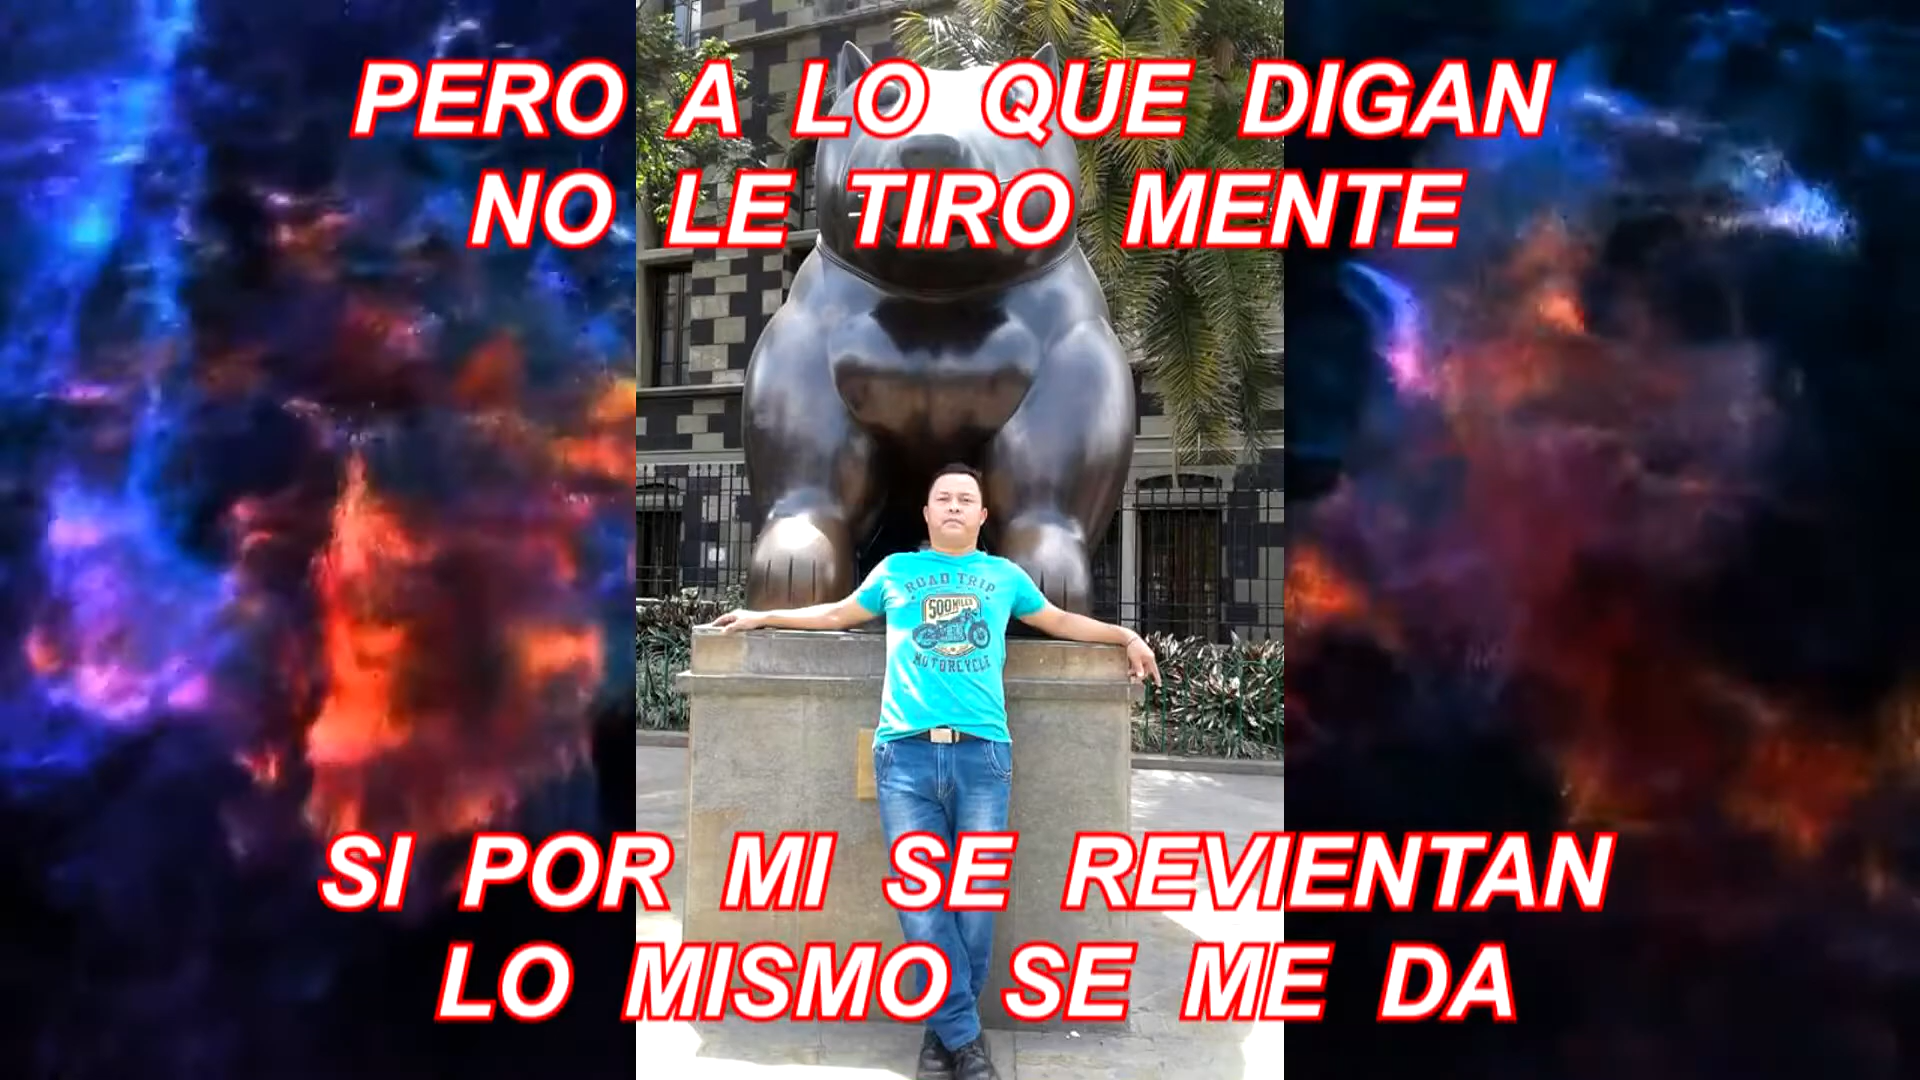 PERO A LO QUE DIGAN
NO LE TIRO MENTE
ROAD TRIP
500 MILES
MOTORCYCLE
SI POR MI SE REVIENTAN
LO MISMO SE ME DA